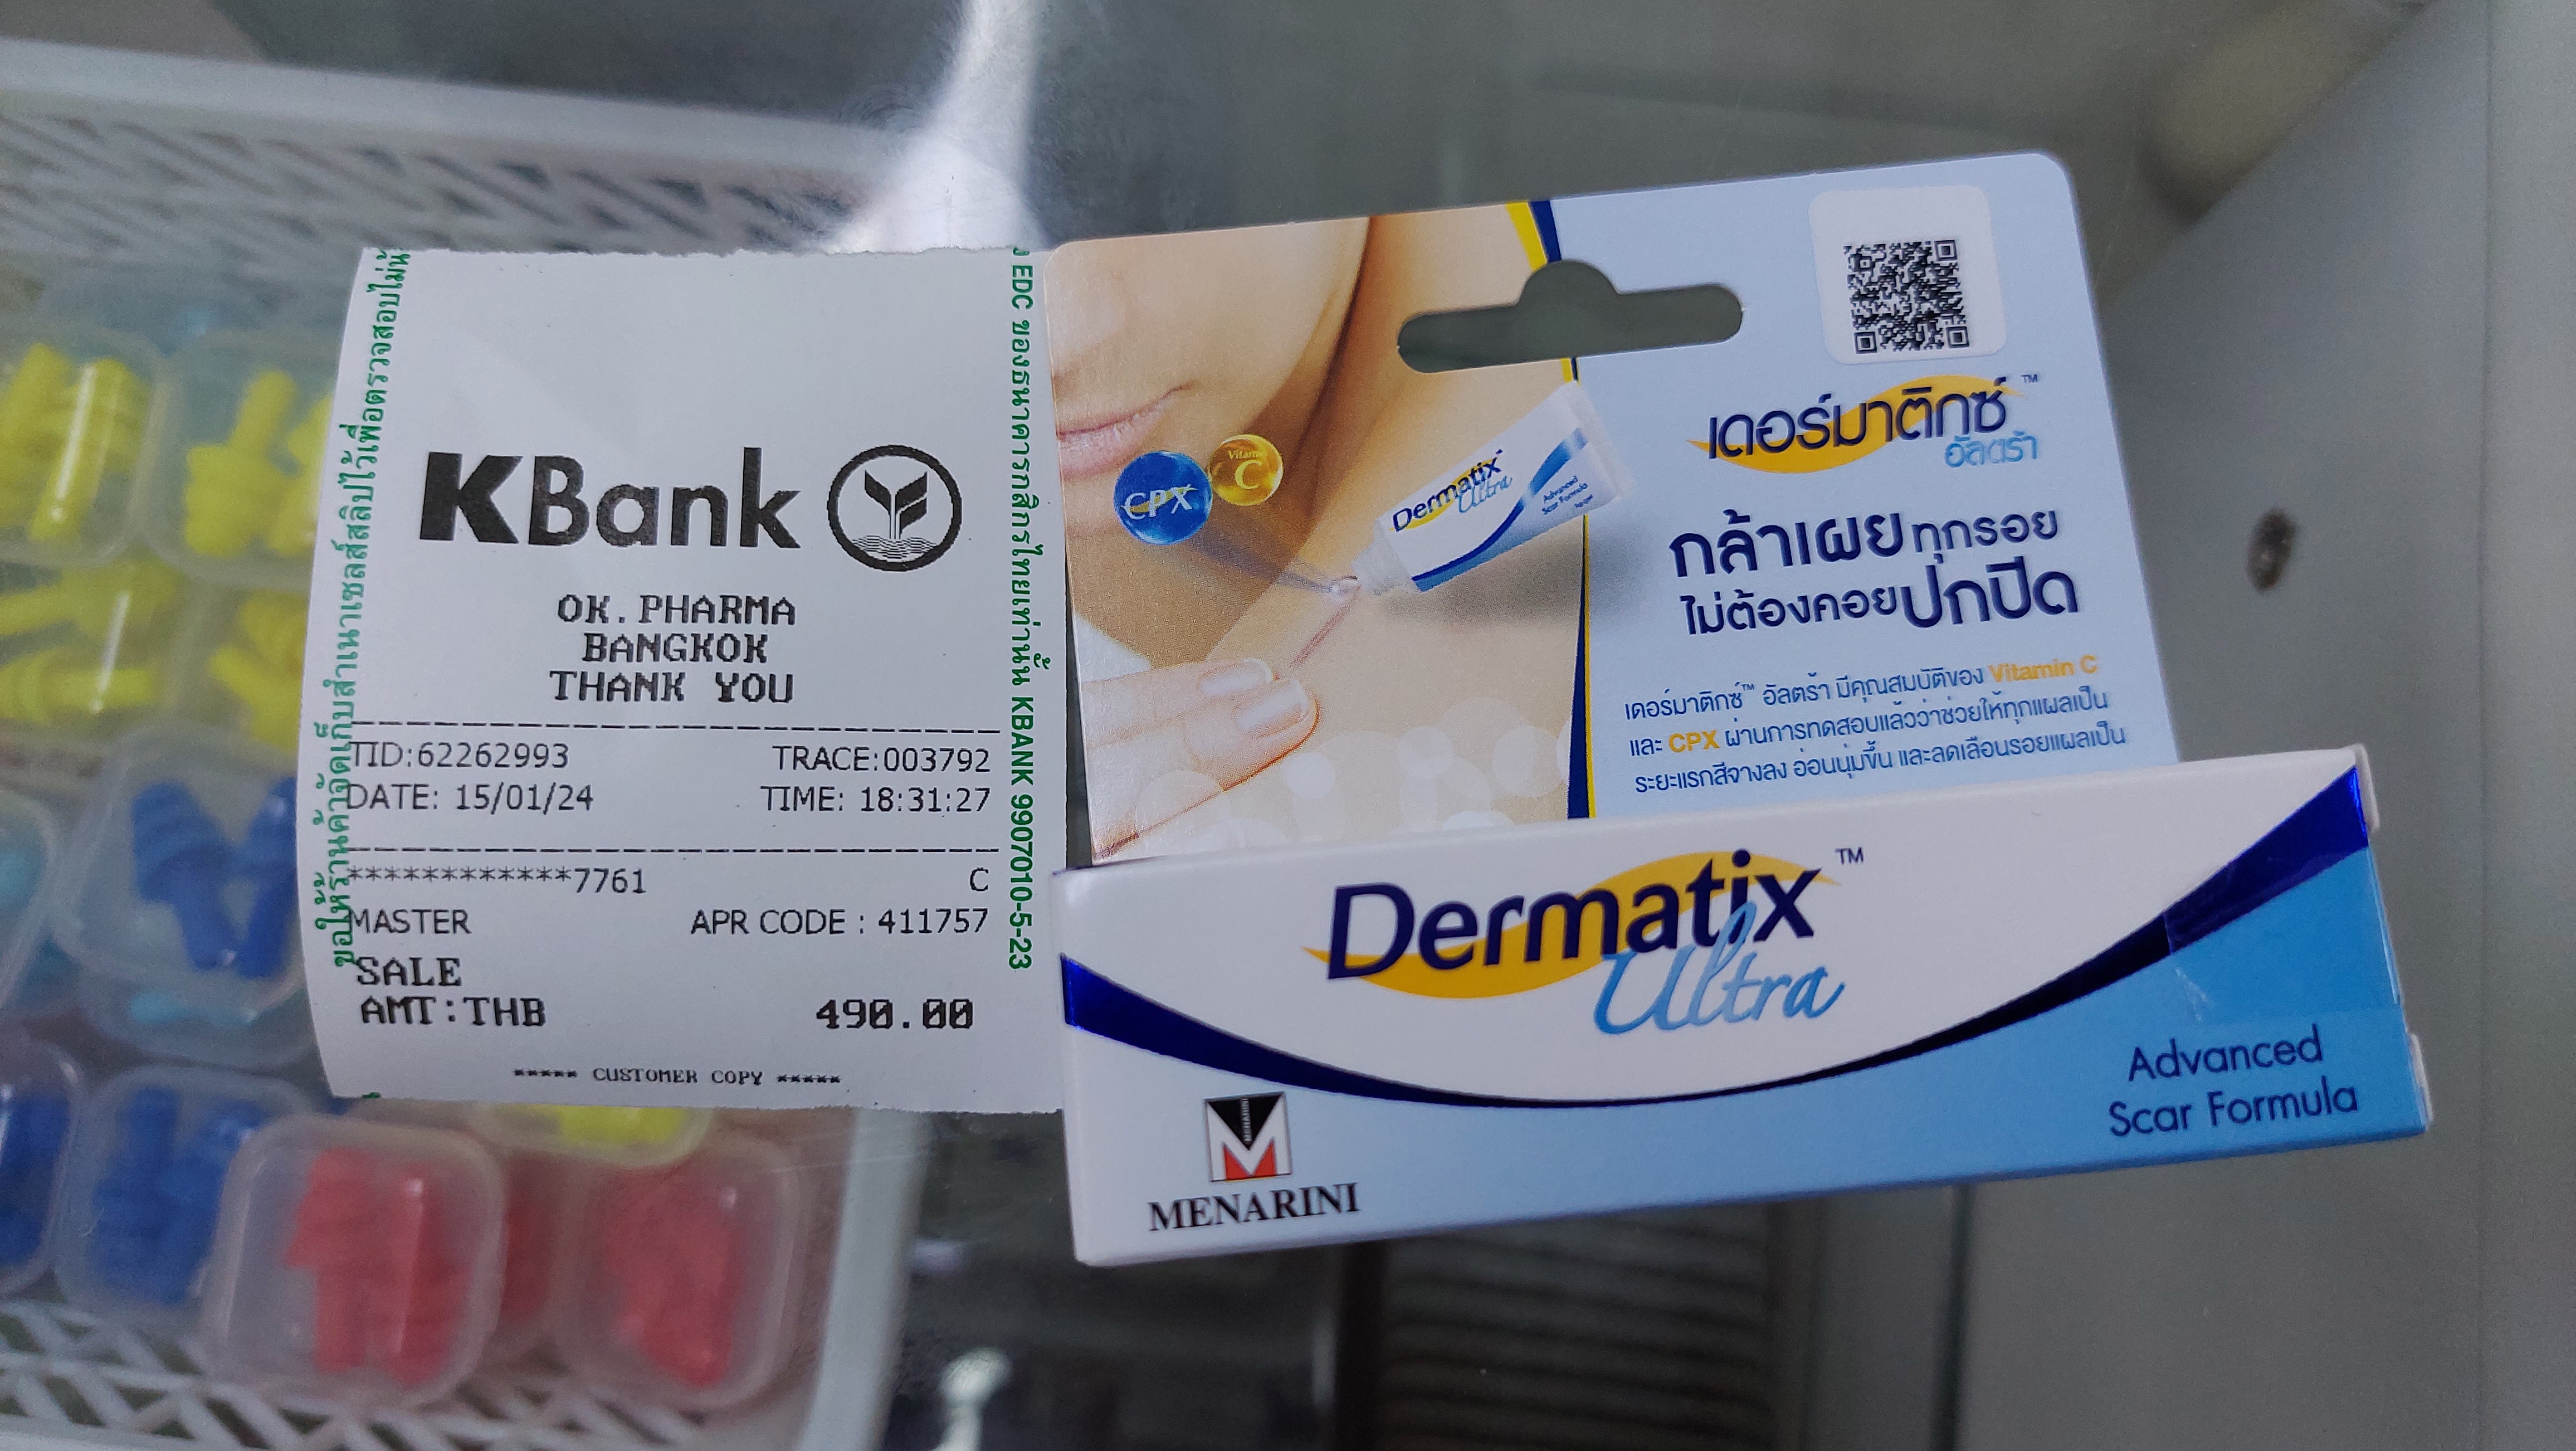 KBank
OK.PHARMA
BANGKOK
THANK YOU
TID:62262993 TRACE:003792
DATE: 15/01/24 TIME: 18:31:27
************7761 C
MASTER APR CODE : 411757
SALE
AMT:THB 490.00
***** CUSTOMER COPY *****
ขอให้ร้านค้าจัดเก็บสำเนาเซลส์สลิปไว้เพื่อตรวจสอบไม่น้
EDC ของธนาคารกสิกรไทยเท่านั้น KBANK 9907010-5-23
CPX
Vitamin
C
Dermatix™
Ultra
Advanced
Scar Formula
เดอร์มาติกซ์™
อัลตร้า
กล้าเผยทุกรอย
ไม่ต้องคอยปกปิด
เดอร์มาติกซ์™ อัลตร้า มีคุณสมบัติของ Vitamin C
และ CPX ผ่านการทดสอบแล้วว่าช่วยให้ทุกแผลเป็น
ระยะแรกสีจางลง อ่อนนุ่มขึ้น และลดเลือนรอยแผลเป็น
Dermatix™
Ultra
Advanced
Scar Formula
MENARINI
MENARINI